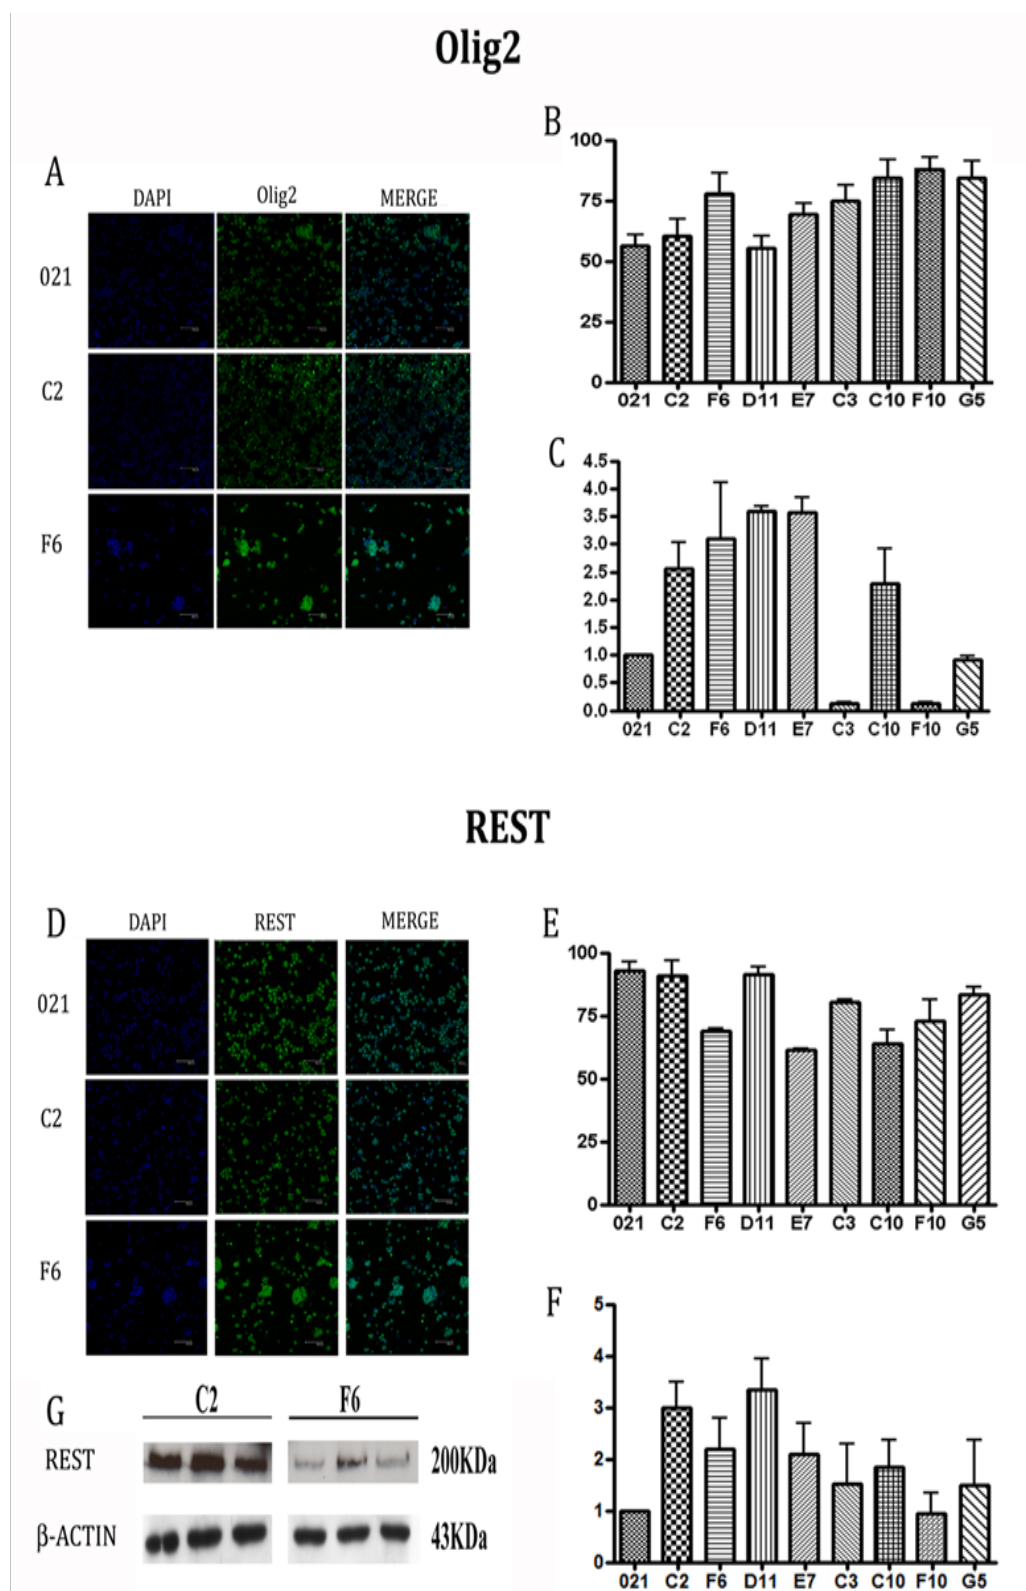 Olig2
A
DAPI Olig2 MERGE
021
C2
F6
B
100
75
50
25
0
021 C2 F6 D11 E7 C3 C10 F10 G5
C
4.5
4.0
3.5
3.0
2.5
2.0
1.5
1.0
0.5
0.0
021 C2 F6 D11 E7 C3 C10 F10 G5
REST
D
DAPI REST MERGE
021
C2
F6
E
100
75
50
25
0
021 C2 F6 D11 E7 C3 C10 F10 G5
F
5
4
3
2
1
0
021 C2 F6 D11 E7 C3 C10 F10 G5
G
C2 F6
REST 200KDa
β-ACTIN 43KDa